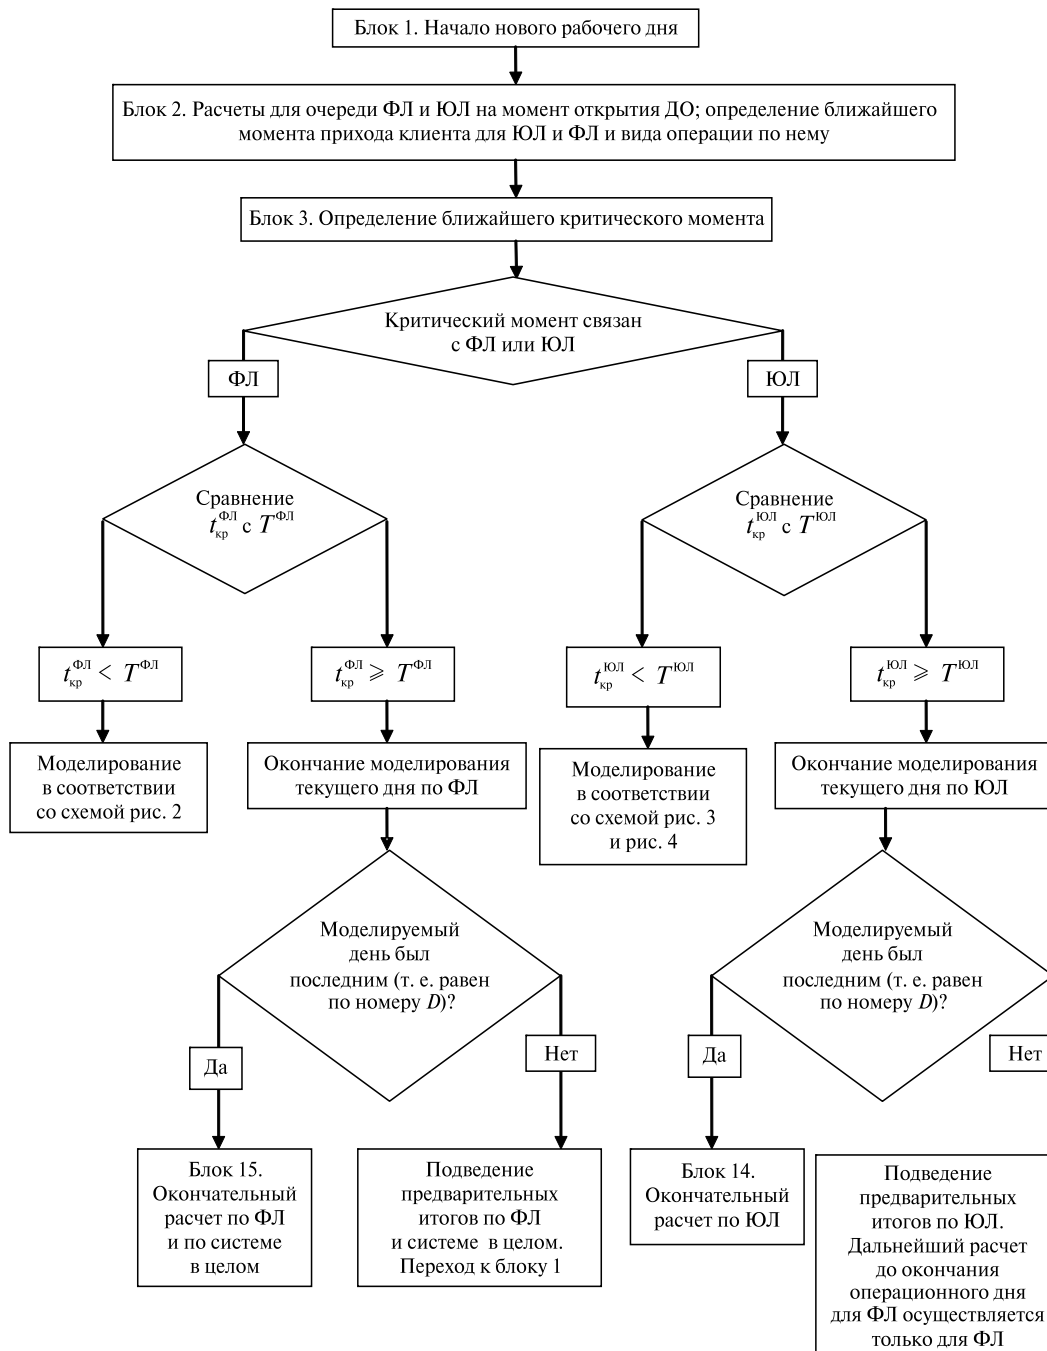 Блок 1. Начало нового рабочего дня
Блок 2. Расчеты для очереди ФЛ и ЮЛ на момент открытия ДО; определение ближайшего
момента прихода клиента для ЮЛ и ФЛ и вида операции по нему
Блок 3. Определение ближайшего критического момента
Критический момент связан
с ФЛ или ЮЛ
ФЛ
ЮЛ
Сравнение
t_кр^ФЛ с T^ФЛ
Сравнение
t_кр^ЮЛ с T^ЮЛ
t_кр^ФЛ < T^ФЛ
t_кр^ФЛ ⩾ T^ФЛ
t_кр^ЮЛ < T^ЮЛ
t_кр^ЮЛ ⩾ T^ЮЛ
Моделирование
в соответствии
со схемой рис. 2
Окончание моделирования
текущего дня по ФЛ
Моделирование
в соответствии
со схемой рис. 3
и рис. 4
Окончание моделирования
текущего дня по ЮЛ
Моделируемый
день был
последним (т. е. равен
по номеру D)?
Моделируемый
день был
последним (т. е. равен
по номеру D)?
Да
Нет
Да
Нет
Блок 15.
Окончательный
расчет по ФЛ
и по системе
в целом
Подведение
предварительных
итогов по ФЛ
и системе в целом.
Переход к блоку 1
Блок 14.
Окончательный
расчет по ЮЛ
Подведение
предварительных
итогов по ЮЛ.
Дальнейший расчет
до окончания
операционного дня
для ФЛ осуществляется
только для ФЛ